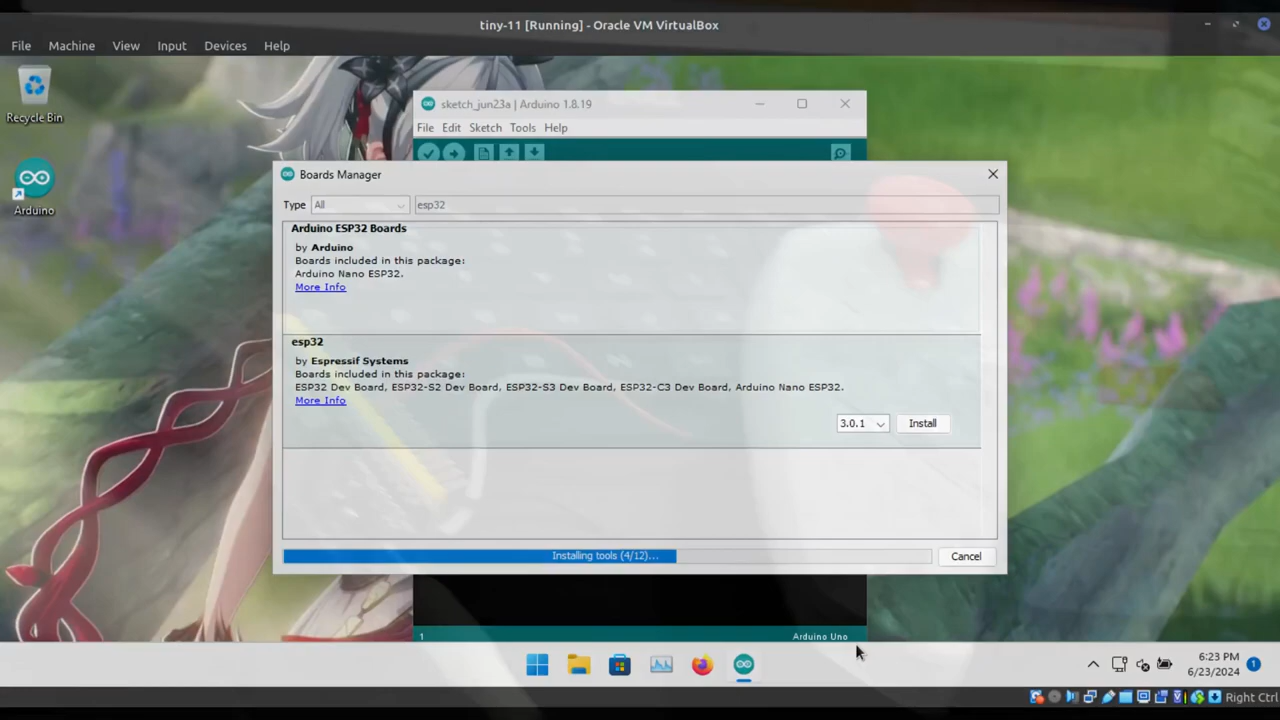 tiny-11 [Running] - Oracle VM VirtualBox
File Machine View Input Devices Help
Recycle Bin
Arduino
sketch_jun23a | Arduino 1.8.19
File Edit Sketch Tools Help
Boards Manager
Type All esp32
Arduino ESP32 Boards
by Arduino
Boards included in this package:
Arduino Nano ESP32.
More Info
esp32
by Espressif Systems
Boards included in this package:
ESP32 Dev Board, ESP32-S2 Dev Board, ESP32-S3 Dev Board, ESP32-C3 Dev Board, Arduino Nano ESP32.
More Info
3.0.1 Install
Installing tools (4/12)...
Cancel
1 Arduino Uno
6:23 PM
6/23/2024
1
Right Ctrl